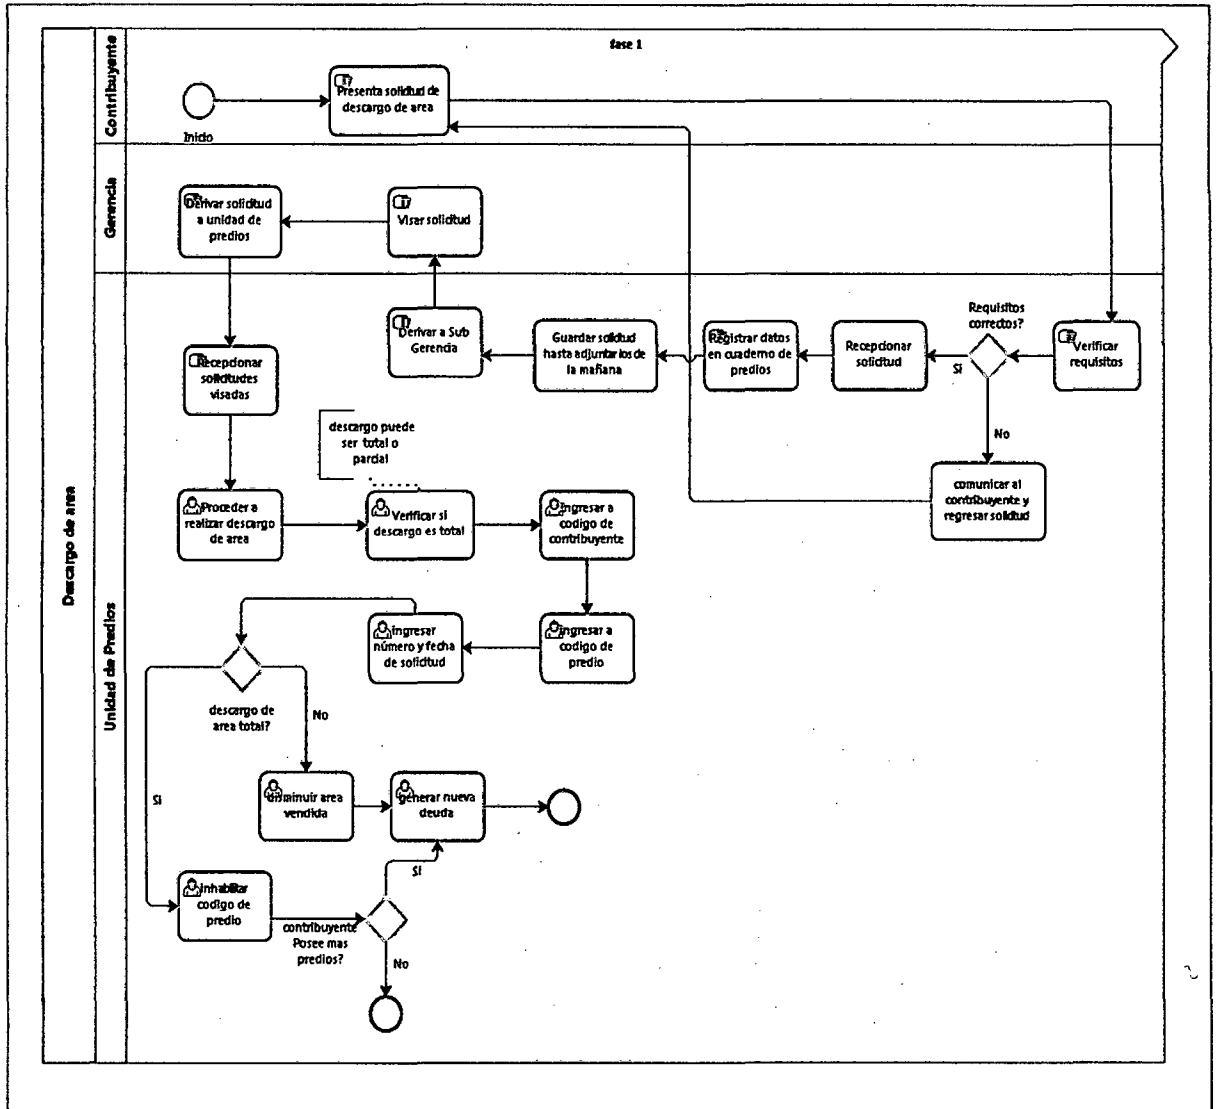 fase 1
Contribuyente
Presenta solicitud de
descargo de area
Inicio
Gerencia
Derivar solicitud
a unidad de
predios
Visar solicitud
Descargo de area
Unidad de Predios
Requisitos
correctos?
Verificar
requisitos
Si
Recepcionar
solicitud
Registrar datos
en cuaderno de
predios
Guardar solicitud
hasta adjuntar los de
la mañana
Derivar a Sub
Gerencia
No
comunicar al
contribuyente y
regresar solitud
Recepcionar
solicitudes
visadas
descargo puede
ser total o
parcial
Proceder a
realizar descargo
de area
Verificar si
descargo es total
Ingresar a
codigo de
contribuyente
Ingresar a
codigo de
predio
ingresar
número y fecha
de solicitud
descargo de
area total?
No
Si
disminuir area
vendida
generar nueva
deuda
Si
Inhabilitar
codigo de
predio
contribuyente
Posee mas
predios?
No